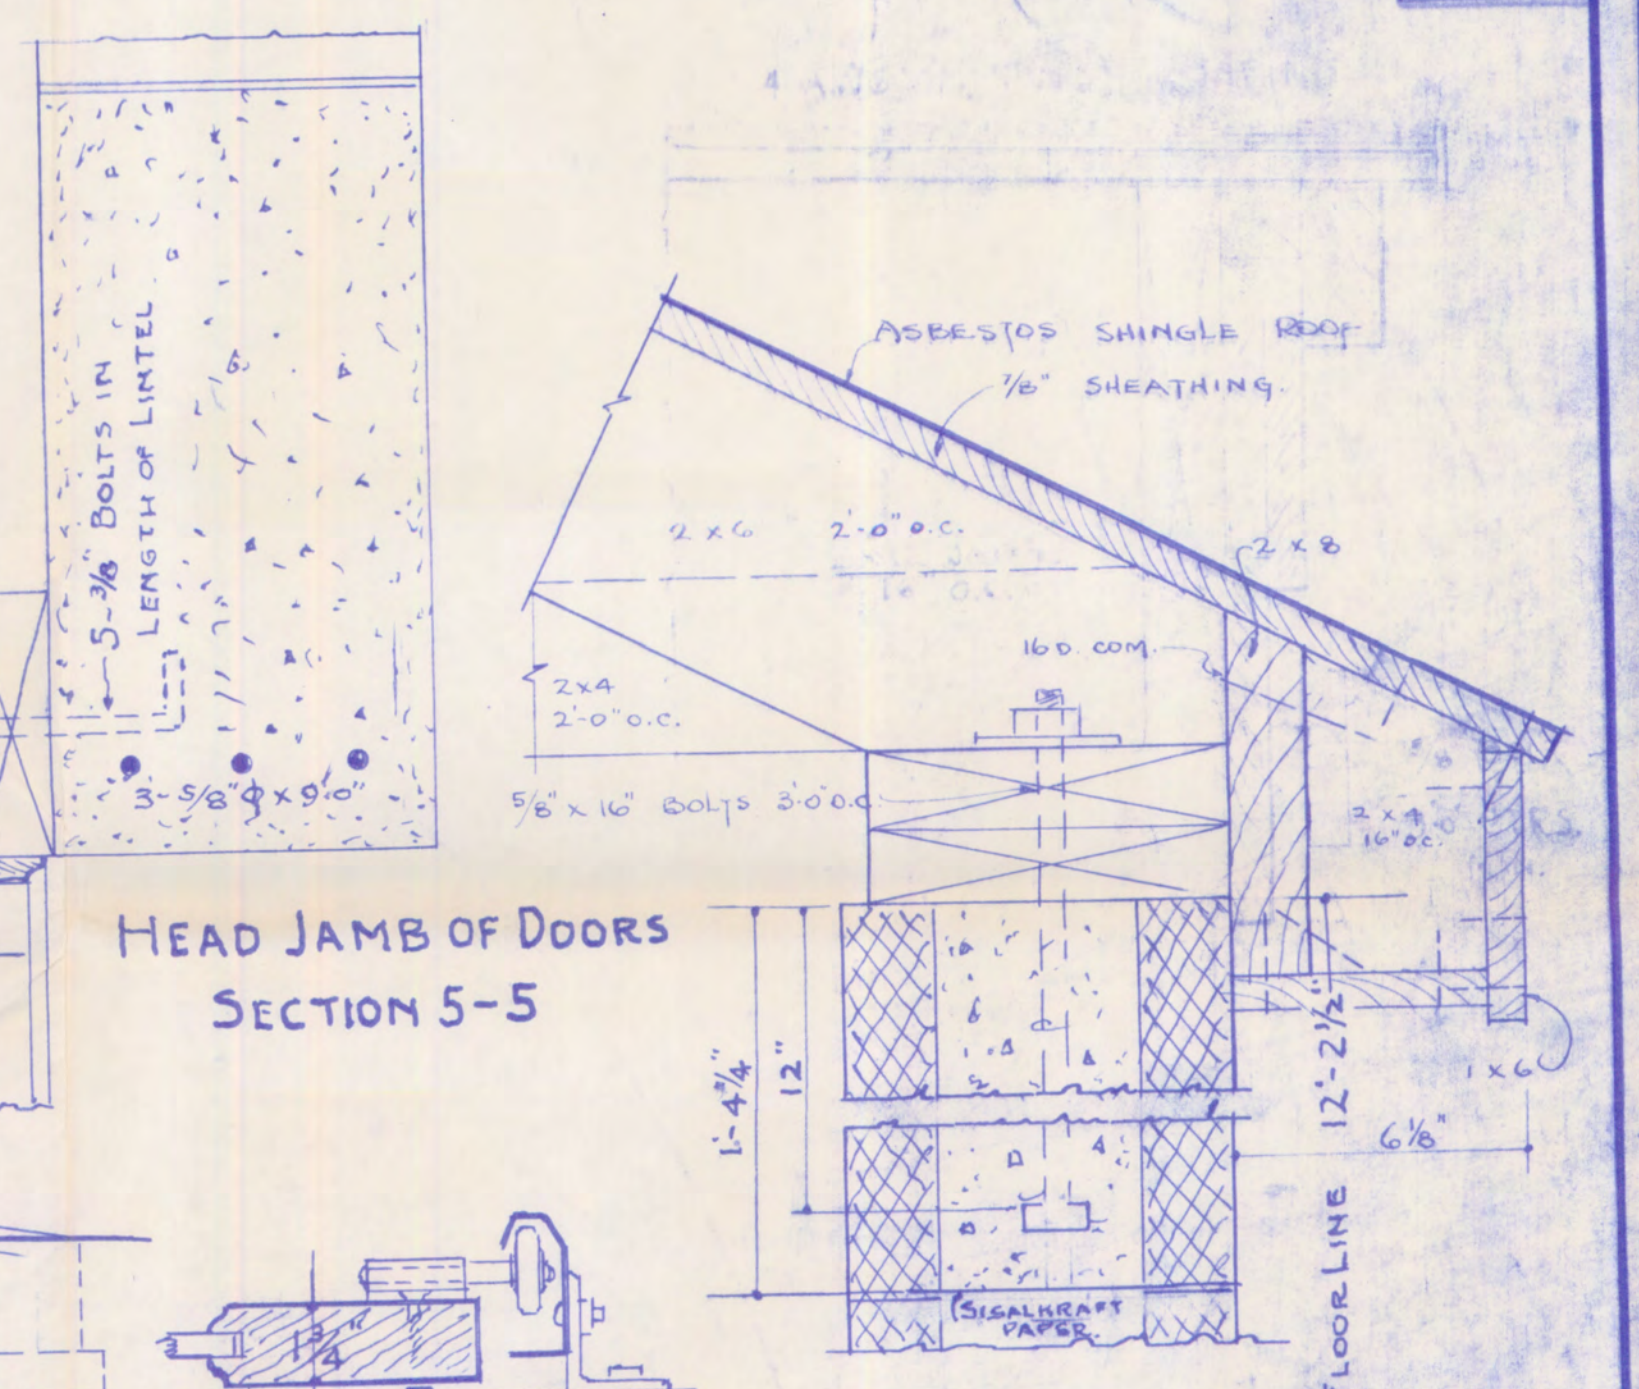 5-3/8" BOLTS IN
LENGTH OF LINTEL
3-5/8"Φ x 9'-0"
HEAD JAMB OF DOORS
SECTION 5-5
ASBESTOS SHINGLE ROOF
7/8" SHEATHING.
2 x 6 2'-0" O.C.
2 x 8
16 D. COM.
2x4
2'-0" O.C.
5/8" x 16" BOLTS 3'-0" O.C.
2 x 4
16" O.C.
1'-4 3/4"
12"
12'-2 1/2"
FLOOR LINE
1 x 6
6 1/8"
(SISALKRAFT
PAPER.
1 3/4"